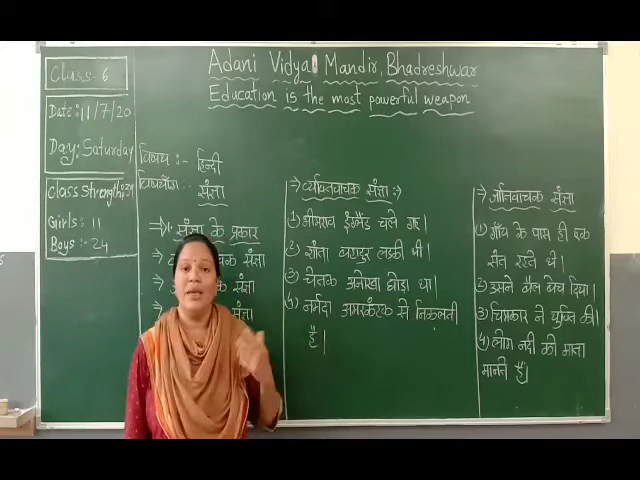 Adani Vidya Mandir, Bhadreshwar
Education is the most powerful weapon
Class- 6
Date: 11/7/20
Day: Saturday
Class Strength:
Girls: 11
Boys - 24
विषय :- हिन्दी
:- संज्ञा
⇒ संज्ञा के प्रकार
संज्ञा
संज्ञा
संज्ञा
→ व्यक्तिवाचक संज्ञा :→
① भीमराव इंग्लैंड चले गए।
② शांता बहादुर लडकी थी।
③ चेतक अनोखा घोडा था।
④ नर्मदा अमरकंटक से निकलती
है।
→ जातिवाचक संज्ञा
① गाँव के पास ही एक
संत रहते थे।
② उसने बैल बेच दिया।
③ चित्रकार ने युक्ति की।
④ लोग नदी को माता
मानते हैं।